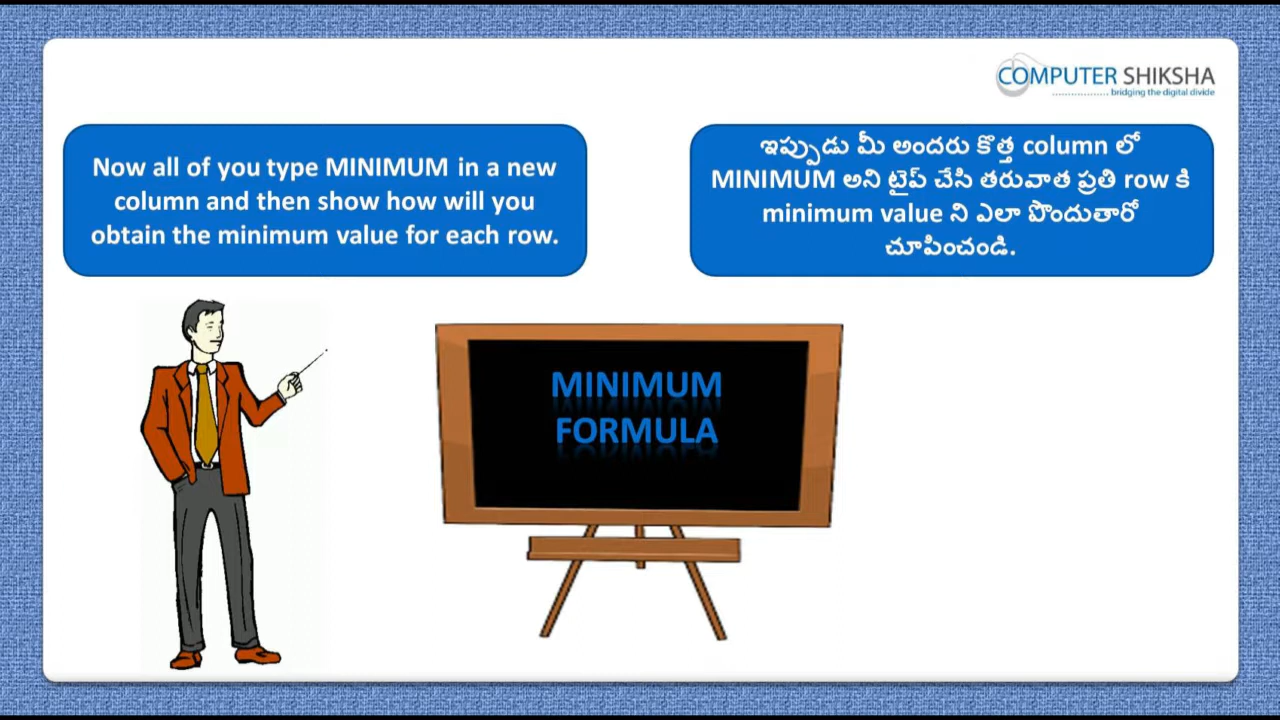 COMPUTER SHIKSHA
..................bridging the digital divide
Now all of you type MINIMUM in a new
column and then show how will you
obtain the minimum value for each row.
ఇప్పుడు మీ అందరు కొత్త column లో
MINIMUM అని టైప్ చేసి తరువాత ప్రతి row కి
minimum value ని ఎలా పొందుతారో
చూపించండి.
MINIMUM
FORMULA